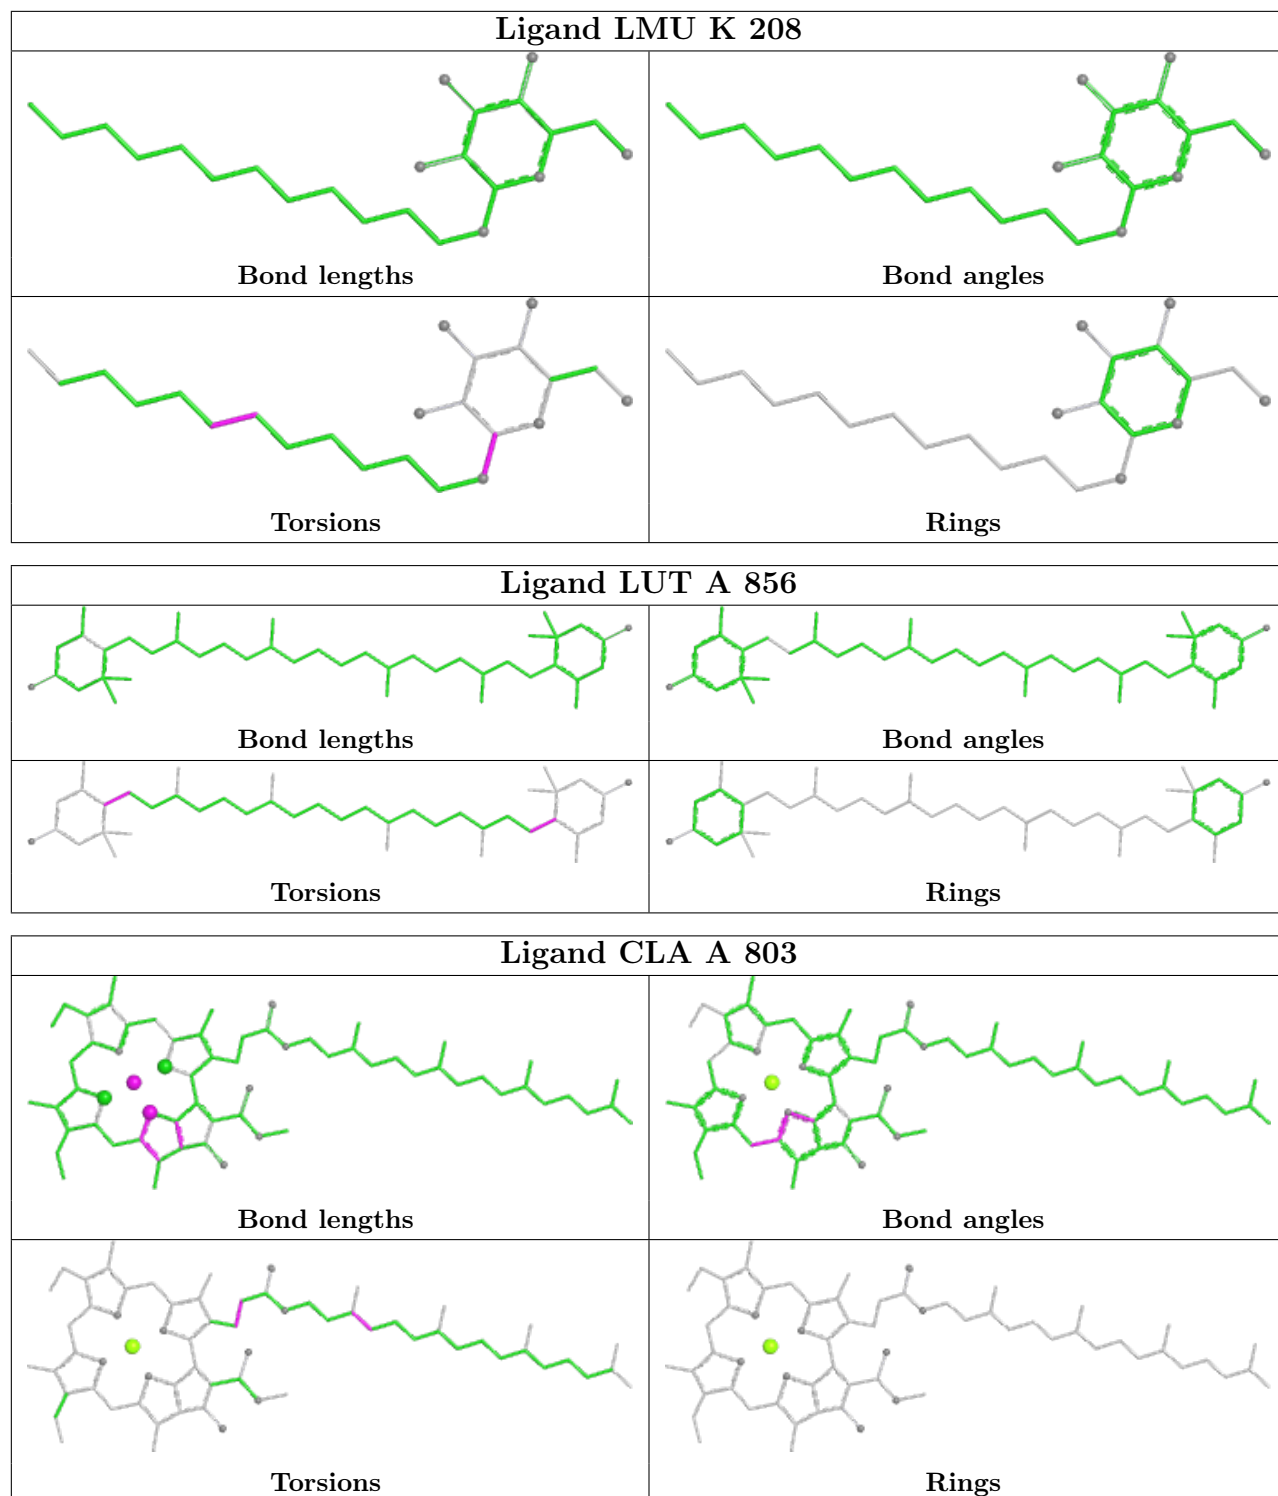 Ligand LMU K 208
Bond lengths
Bond angles
Torsions
Rings
Ligand LUT A 856
Bond lengths
Bond angles
Torsions
Rings
Ligand CLA A 803
Bond lengths
Bond angles
Torsions
Rings